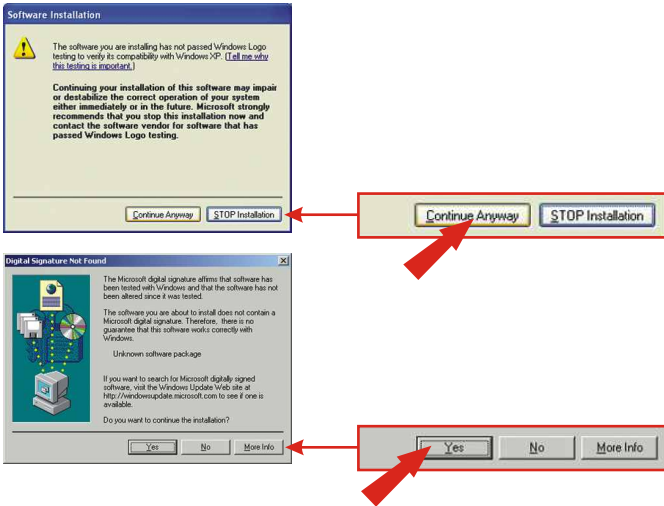 Software Installation
The software you are installing has not passed Windows Logo
testing to verify its compatibility with Windows XP. (Tell me why
this testing is important.)
Continuing your installation of this software may impair
or destabilize the correct operation of your system
either immediately or in the future. Microsoft strongly
recommends that you stop this installation now and
contact the software vendor for software that has
passed Windows Logo testing.
Continue Anyway STOP Installation
Continue Anyway STOP Installation
Digital Signature Not Found
The Microsoft digital signature affirms that software has
been tested with Windows and that the software has not
been altered since it was tested.
The software you are about to install does not contain a
Microsoft digital signature. Therefore, there is no
guarantee that this software works correctly with
Windows.
Unknown software package
If you want to search for Microsoft digitally signed
software, visit the Windows Update Web site at
http://windowsupdate.microsoft.com to see if one is
available.
Do you want to continue the installation?
Yes No More Info
Yes No More Info